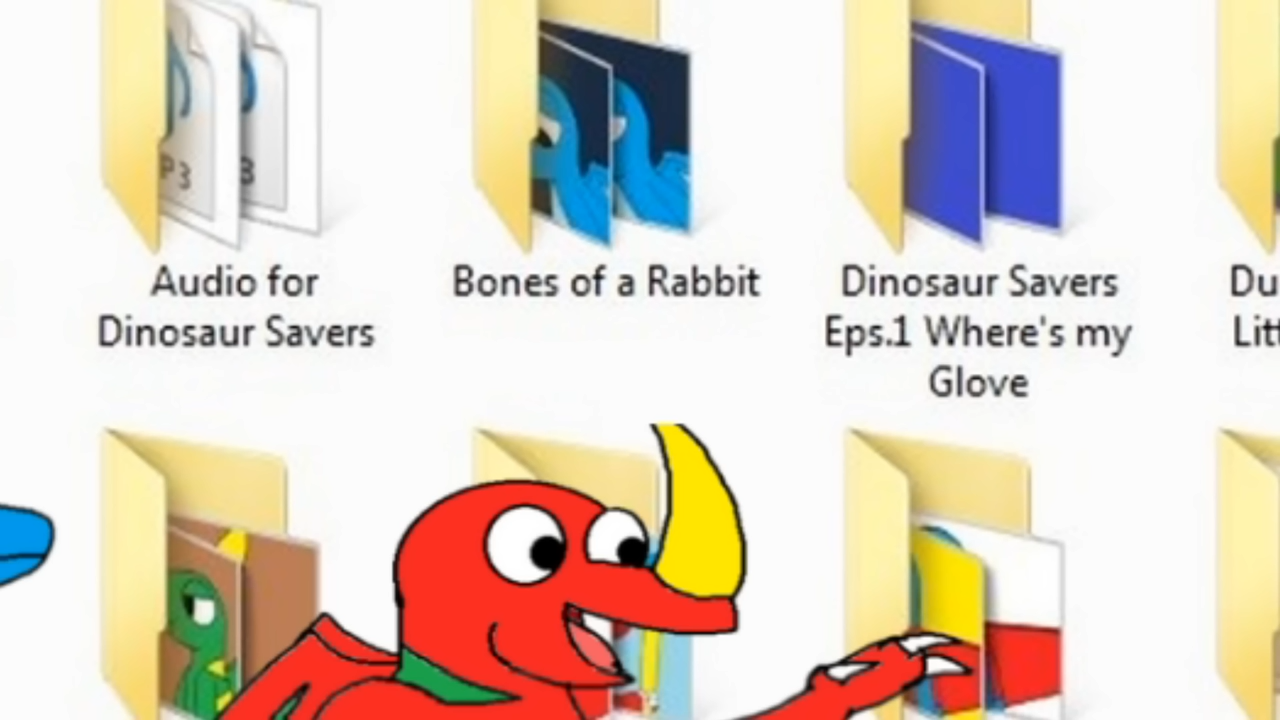 Audio for
Dinosaur Savers
Bones of a Rabbit
Dinosaur Savers
Eps.1 Where's my
Glove